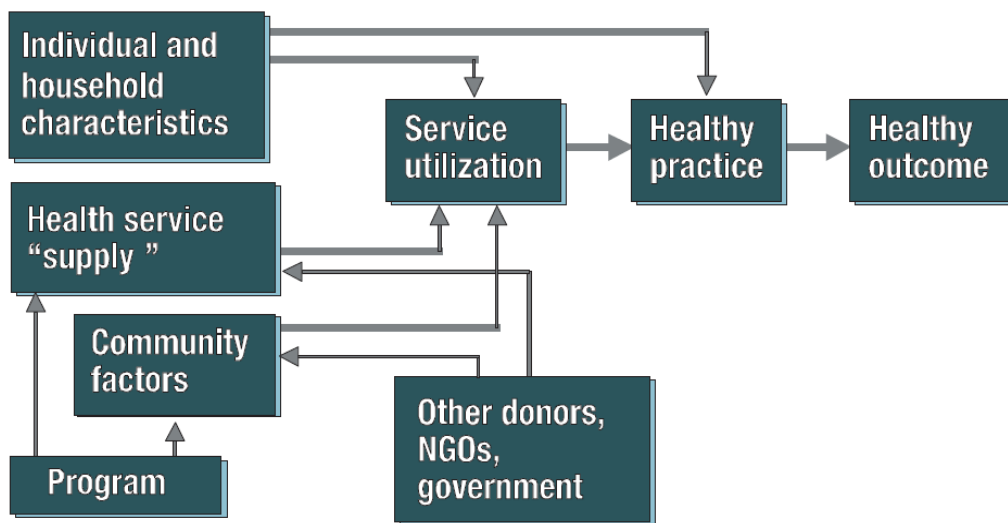 Individual and
household
characteristics
Service
utilization
Healthy
practice
Healthy
outcome
Health service
“supply ”
Community
factors
Other donors,
NGOs,
government
Program